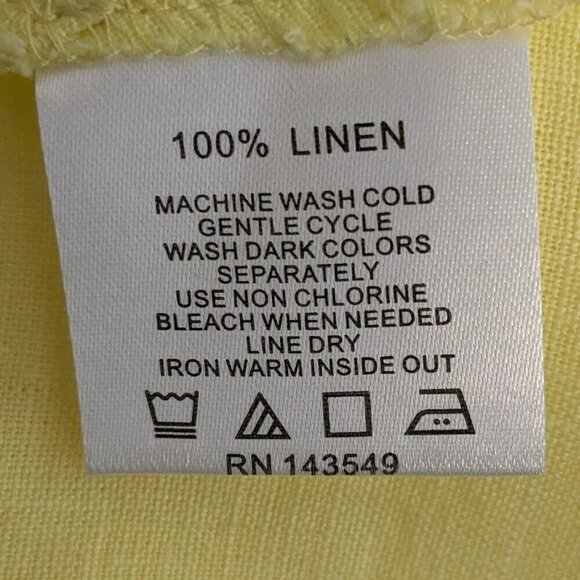 100% LINEN
MACHINE WASH COLD
GENTLE CYCLE
WASH DARK COLORS
SEPARATELY
USE NON CHLORINE
BLEACH WHEN NEEDED
LINE DRY
IRON WARM INSIDE OUT
RN 143549